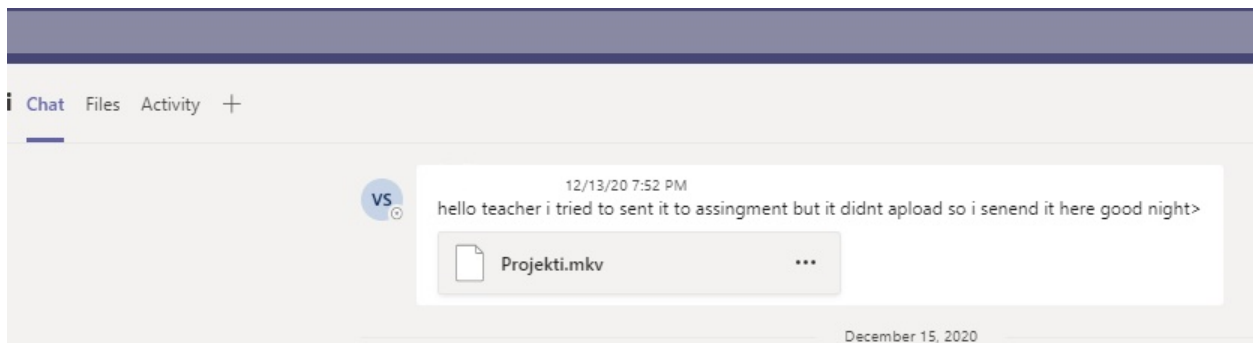 i Chat Files Activity +
12/13/20 7:52 PM
VS
hello teacher i tried to sent it to assingment but it didnt apload so i senend it here good night>
Projekti.mkv ...
December 15, 2020